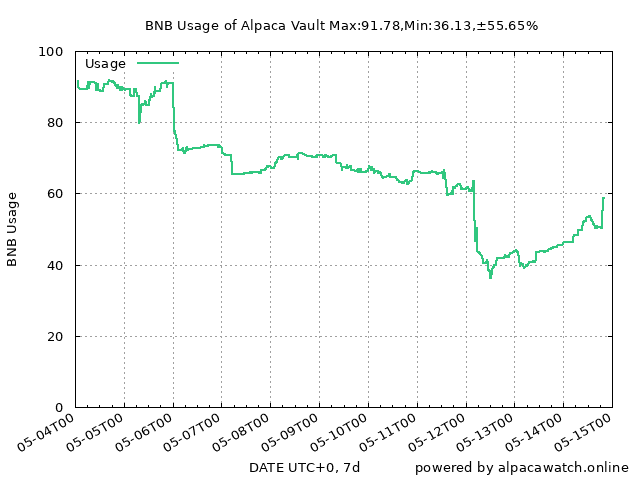 BNB Usage of Alpaca Vault Max:91.78,Min:36.13,±55.65%
Usage
100
80
60
40
20
0
BNB Usage
05-04T00
05-05T00
05-06T00
05-07T00
05-08T00
05-09T00
05-10T00
05-11T00
05-12T00
05-13T00
05-14T00
05-15T00
DATE UTC+0, 7d
powered by alpacawatch.online